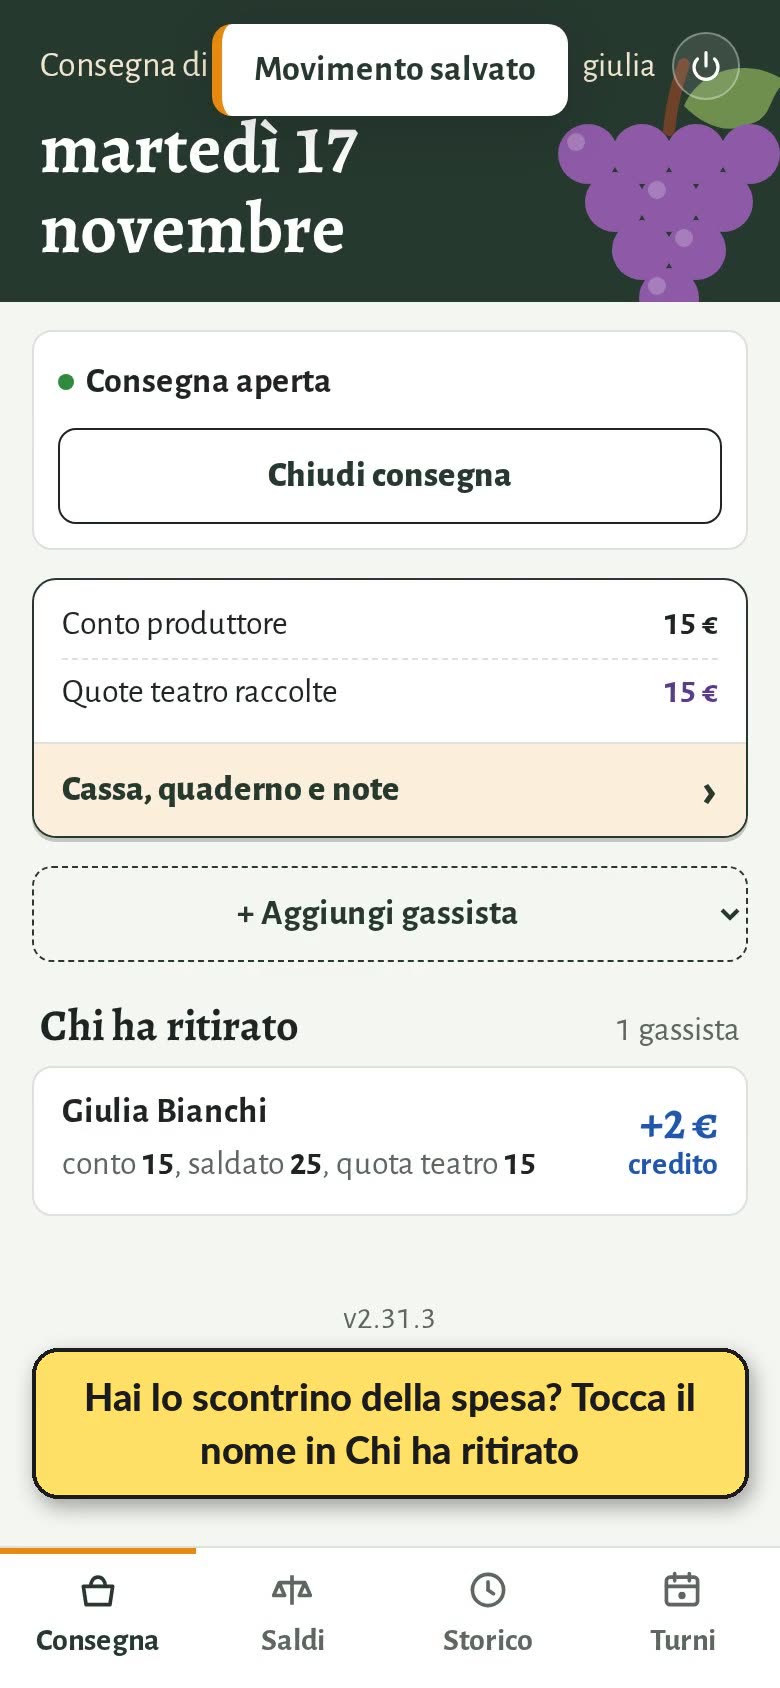 Consegna di
Movimento salvato
giulia
martedì 17
novembre
Consegna aperta
Chiudi consegna
Conto produttore 15 €
Quote teatro raccolte 15 €
Cassa, quaderno e note ›
+ Aggiungi gassista
Chi ha ritirato 1 gassista
Giulia Bianchi
+2 €
conto 15, saldato 25, quota teatro 15
credito
v2.31.3
Hai lo scontrino della spesa? Tocca il
nome in Chi ha ritirato
Consegna Saldi Storico Turni